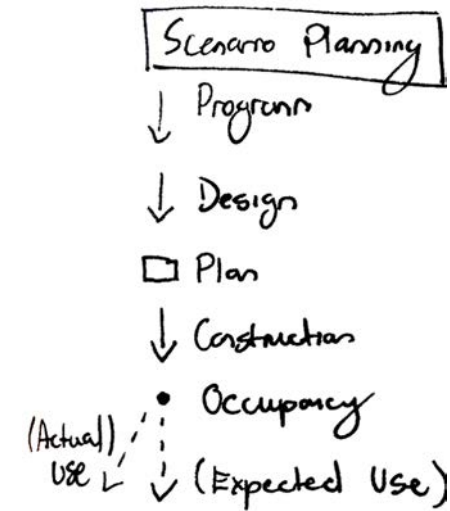 Scenario Planning
Program
Design
Plan
Construction
Occupancy
(Actual)
Use
(Expected Use)